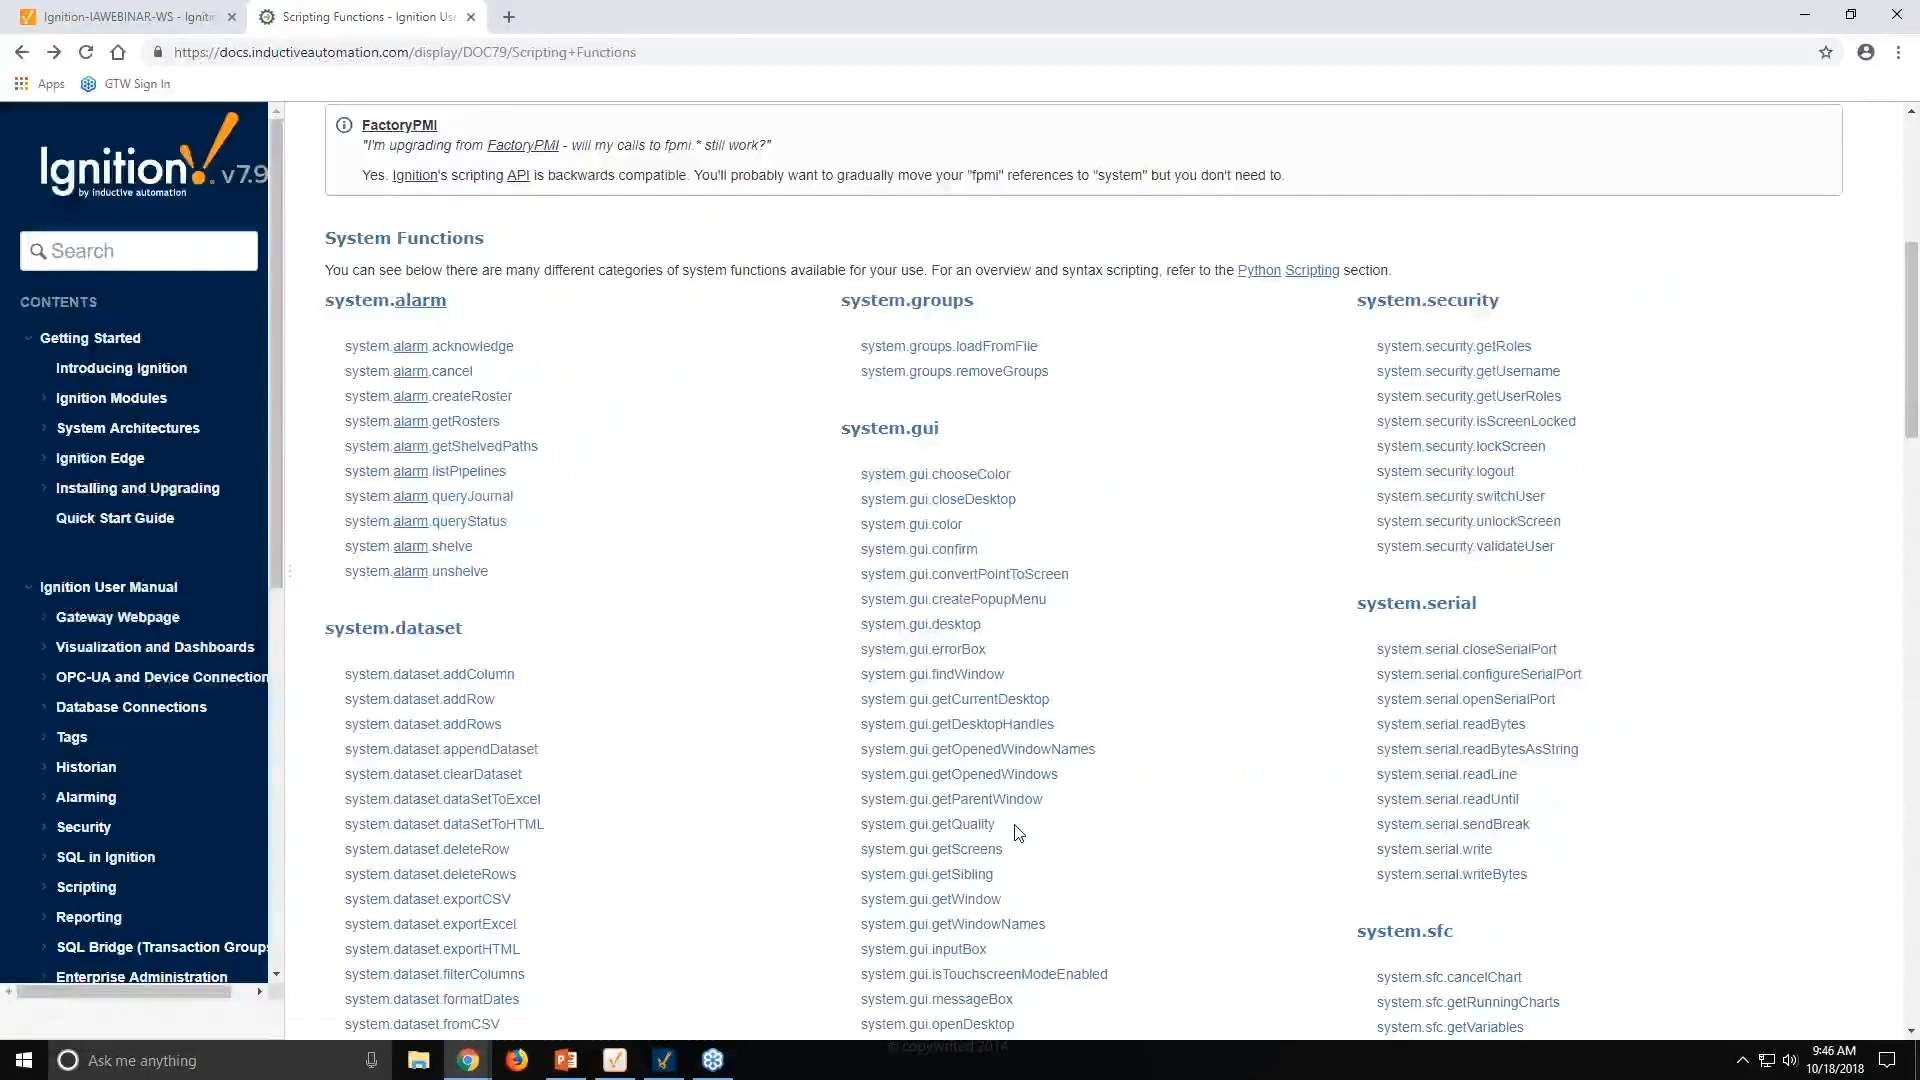 Ignition-IAWEBINAR-WS - Igniti
Scripting Functions - Ignition Use
https://docs.inductiveautomation.com/display/DOC79/Scripting+Functions
Apps
GTW Sign In
Ignition! v7.9
by inductive automation
Search
CONTENTS
Getting Started
Introducing Ignition
Ignition Modules
System Architectures
Ignition Edge
Installing and Upgrading
Quick Start Guide
Ignition User Manual
Gateway Webpage
Visualization and Dashboards
OPC-UA and Device Connection
Database Connections
Tags
Historian
Alarming
Security
SQL in Ignition
Scripting
Reporting
SQL Bridge (Transaction Groups
Enterprise Administration
FactoryPMI
"I'm upgrading from FactoryPMI - will my calls to fpmi.* still work?"
Yes. Ignition's scripting API is backwards compatible. You'll probably want to gradually move your "fpmi" references to "system" but you don't need to.
System Functions
You can see below there are many different categories of system functions available for your use. For an overview and syntax scripting, refer to the Python Scripting section.
system.alarm
system.alarm.acknowledge
system.alarm.cancel
system.alarm.createRoster
system.alarm.getRosters
system.alarm.getShelvedPaths
system.alarm.listPipelines
system.alarm.queryJournal
system.alarm.queryStatus
system.alarm.shelve
system.alarm.unshelve
system.dataset
system.dataset.addColumn
system.dataset.addRow
system.dataset.addRows
system.dataset.appendDataset
system.dataset.clearDataset
system.dataset.dataSetToExcel
system.dataset.dataSetToHTML
system.dataset.deleteRow
system.dataset.deleteRows
system.dataset.exportCSV
system.dataset.exportExcel
system.dataset.exportHTML
system.dataset.filterColumns
system.dataset.formatDates
system.dataset.fromCSV
system.groups
system.groups.loadFromFile
system.groups.removeGroups
system.gui
system.gui.chooseColor
system.gui.closeDesktop
system.gui.color
system.gui.confirm
system.gui.convertPointToScreen
system.gui.createPopupMenu
system.gui.desktop
system.gui.errorBox
system.gui.findWindow
system.gui.getCurrentDesktop
system.gui.getDesktopHandles
system.gui.getOpenedWindowNames
system.gui.getOpenedWindows
system.gui.getParentWindow
system.gui.getQuality
system.gui.getScreens
system.gui.getSibling
system.gui.getWindow
system.gui.getWindowNames
system.gui.inputBox
system.gui.isTouchscreenModeEnabled
system.gui.messageBox
system.gui.openDesktop
system.security
system.security.getRoles
system.security.getUsername
system.security.getUserRoles
system.security.isScreenLocked
system.security.lockScreen
system.security.logout
system.security.switchUser
system.security.unlockScreen
system.security.validateUser
system.serial
system.serial.closeSerialPort
system.serial.configureSerialPort
system.serial.openSerialPort
system.serial.readBytes
system.serial.readBytesAsString
system.serial.readLine
system.serial.readUntil
system.serial.sendBreak
system.serial.write
system.serial.writeBytes
system.sfc
system.sfc.cancelChart
system.sfc.getRunningCharts
system.sfc.getVariables
© copywrited 2014
Ask me anything
9:46 AM
10/18/2018